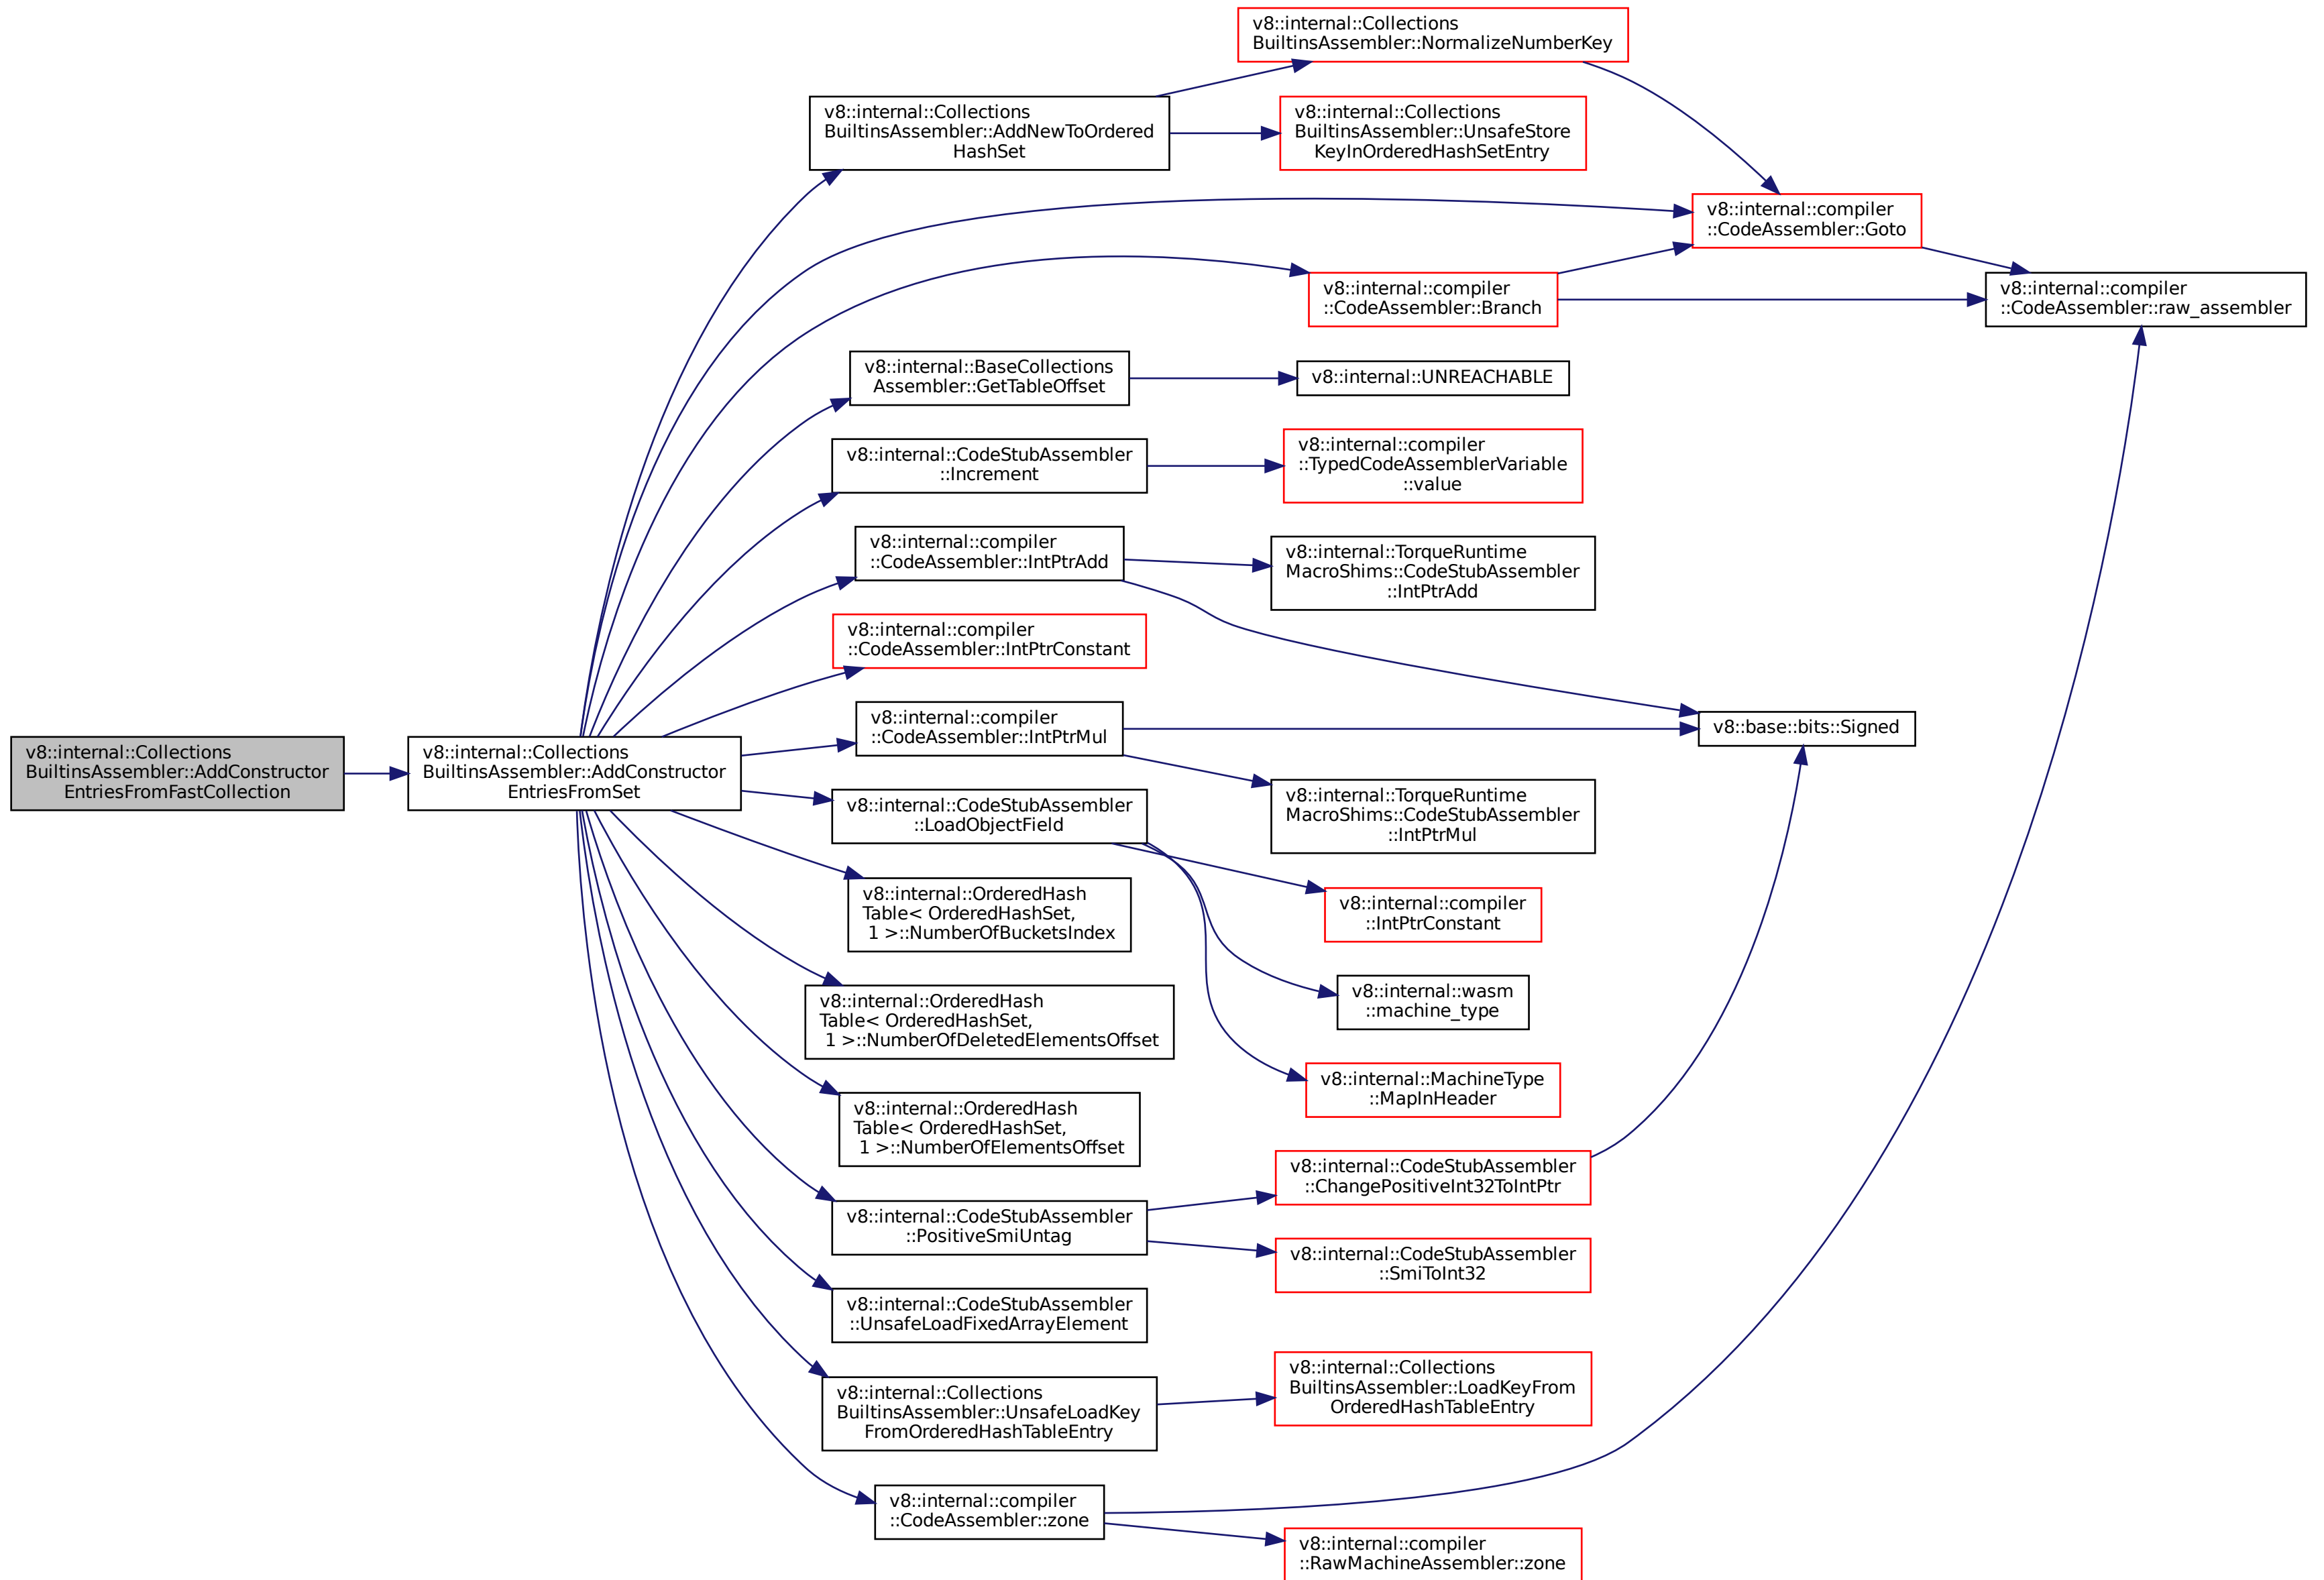 v8::internal::Collections
BuiltinsAssembler::AddConstructor
EntriesFromFastCollection
v8::internal::Collections
BuiltinsAssembler::AddConstructor
EntriesFromSet
v8::internal::Collections
BuiltinsAssembler::AddNewToOrdered
HashSet
v8::internal::Collections
BuiltinsAssembler::NormalizeNumberKey
v8::internal::Collections
BuiltinsAssembler::UnsafeStore
KeyInOrderedHashSetEntry
v8::internal::compiler
::CodeAssembler::Goto
v8::internal::compiler
::CodeAssembler::Branch
v8::internal::compiler
::CodeAssembler::raw_assembler
v8::internal::BaseCollections
Assembler::GetTableOffset
v8::internal::UNREACHABLE
v8::internal::CodeStubAssembler
::Increment
v8::internal::compiler
::TypedCodeAssemblerVariable
::value
v8::internal::compiler
::CodeAssembler::IntPtrAdd
v8::internal::TorqueRuntime
MacroShims::CodeStubAssembler
::IntPtrAdd
v8::internal::compiler
::CodeAssembler::IntPtrConstant
v8::internal::compiler
::CodeAssembler::IntPtrMul
v8::base::bits::Signed
v8::internal::TorqueRuntime
MacroShims::CodeStubAssembler
::IntPtrMul
v8::internal::CodeStubAssembler
::LoadObjectField
v8::internal::compiler
::IntPtrConstant
v8::internal::OrderedHash
Table< OrderedHashSet,
1 >::NumberOfBucketsIndex
v8::internal::wasm
::machine_type
v8::internal::OrderedHash
Table< OrderedHashSet,
1 >::NumberOfDeletedElementsOffset
v8::internal::MachineType
::MapInHeader
v8::internal::OrderedHash
Table< OrderedHashSet,
1 >::NumberOfElementsOffset
v8::internal::CodeStubAssembler
::ChangePositiveInt32ToIntPtr
v8::internal::CodeStubAssembler
::PositiveSmiUntag
v8::internal::CodeStubAssembler
::SmiToInt32
v8::internal::CodeStubAssembler
::UnsafeLoadFixedArrayElement
v8::internal::Collections
BuiltinsAssembler::UnsafeLoadKey
FromOrderedHashTableEntry
v8::internal::Collections
BuiltinsAssembler::LoadKeyFrom
OrderedHashTableEntry
v8::internal::compiler
::CodeAssembler::zone
v8::internal::compiler
::RawMachineAssembler::zone